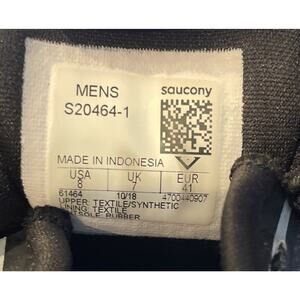 MENS saucony
S20464-1
MADE IN INDONESIA
USA UK EUR
8 7 41
61464 10/18 4700440907
UPPER: TEXTILE/SYNTHETIC
LINING: TEXTILE
RUBBER